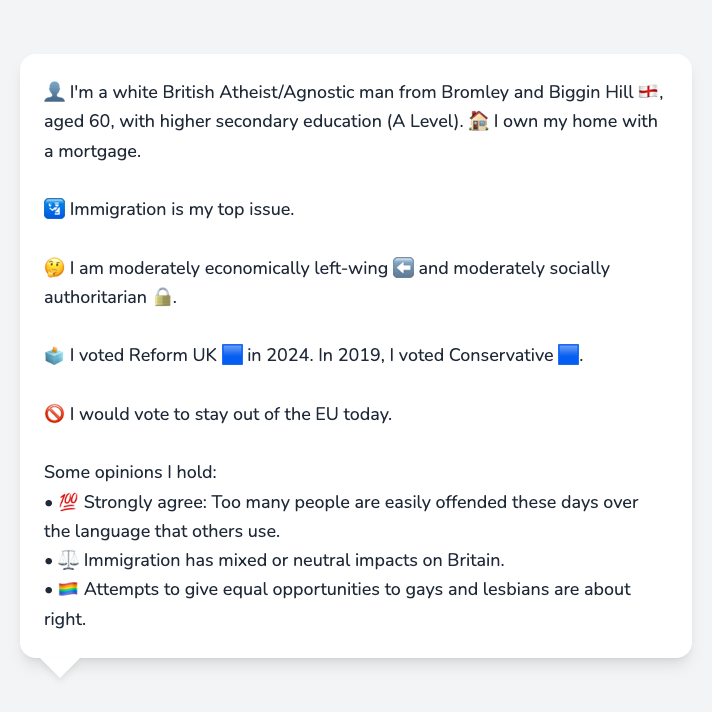 👤 I'm a white British Atheist/Agnostic man from Bromley and Biggin Hill 🏴󠁧󠁢󠁥󠁮󠁧󠁿,
aged 60, with higher secondary education (A Level). 🏠 I own my home with
a mortgage.
🛂 Immigration is my top issue.
🤔 I am moderately economically left-wing ⬅️ and moderately socially
authoritarian 🔒.
🗳️ I voted Reform UK 🟦 in 2024. In 2019, I voted Conservative 🟦.
🚫 I would vote to stay out of the EU today.
Some opinions I hold:
• 💯 Strongly agree: Too many people are easily offended these days over
the language that others use.
• ⚖️ Immigration has mixed or neutral impacts on Britain.
• 🏳️‍🌈 Attempts to give equal opportunities to gays and lesbians are about
right.